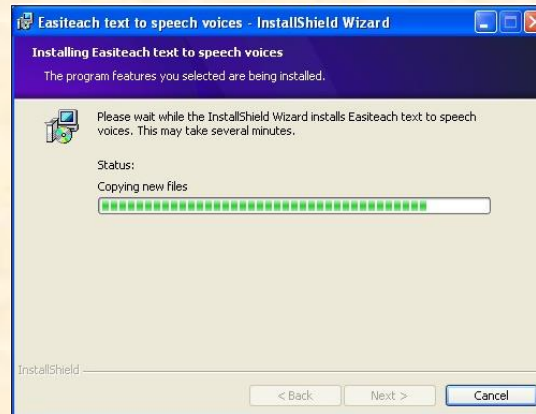 Easiteach text to speech voices - InstallShield Wizard
Installing Easiteach text to speech voices
The program features you selected are being installed.
Please wait while the InstallShield Wizard installs Easiteach text to speech
voices. This may take several minutes.
Status:
Copying new files
InstallShield
< Back Next > Cancel